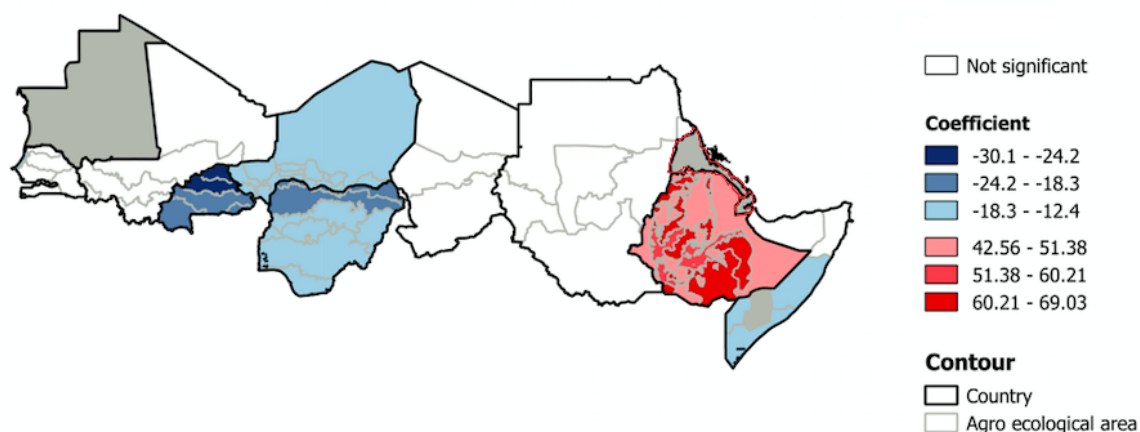 Not significant
Coefficient
-30.1 - -24.2
-24.2 - -18.3
-18.3 - -12.4
42.56 - 51.38
51.38 - 60.21
60.21 - 69.03
Contour
Country
Agro ecological area